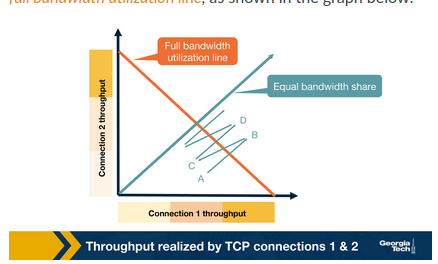 full bandwidth utilization line, as shown in the graph below.
Full bandwidth
utilization line
Equal bandwidth share
Connection 2 throughput
D
B
C
A
Connection 1 throughput
Throughput realized by TCP connections 1 & 2
Georgia
Tech